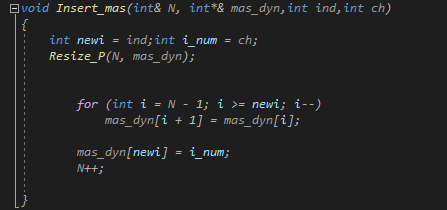 void Insert_mas(int& N, int*& mas_dyn,int ind,int ch)
{
int newi = ind;int i_num = ch;
Resize_P(N, mas_dyn);
for (int i = N - 1; i >= newi; i--)
mas_dyn[i + 1] = mas_dyn[i];
mas_dyn[newi] = i_num;
N++;
}